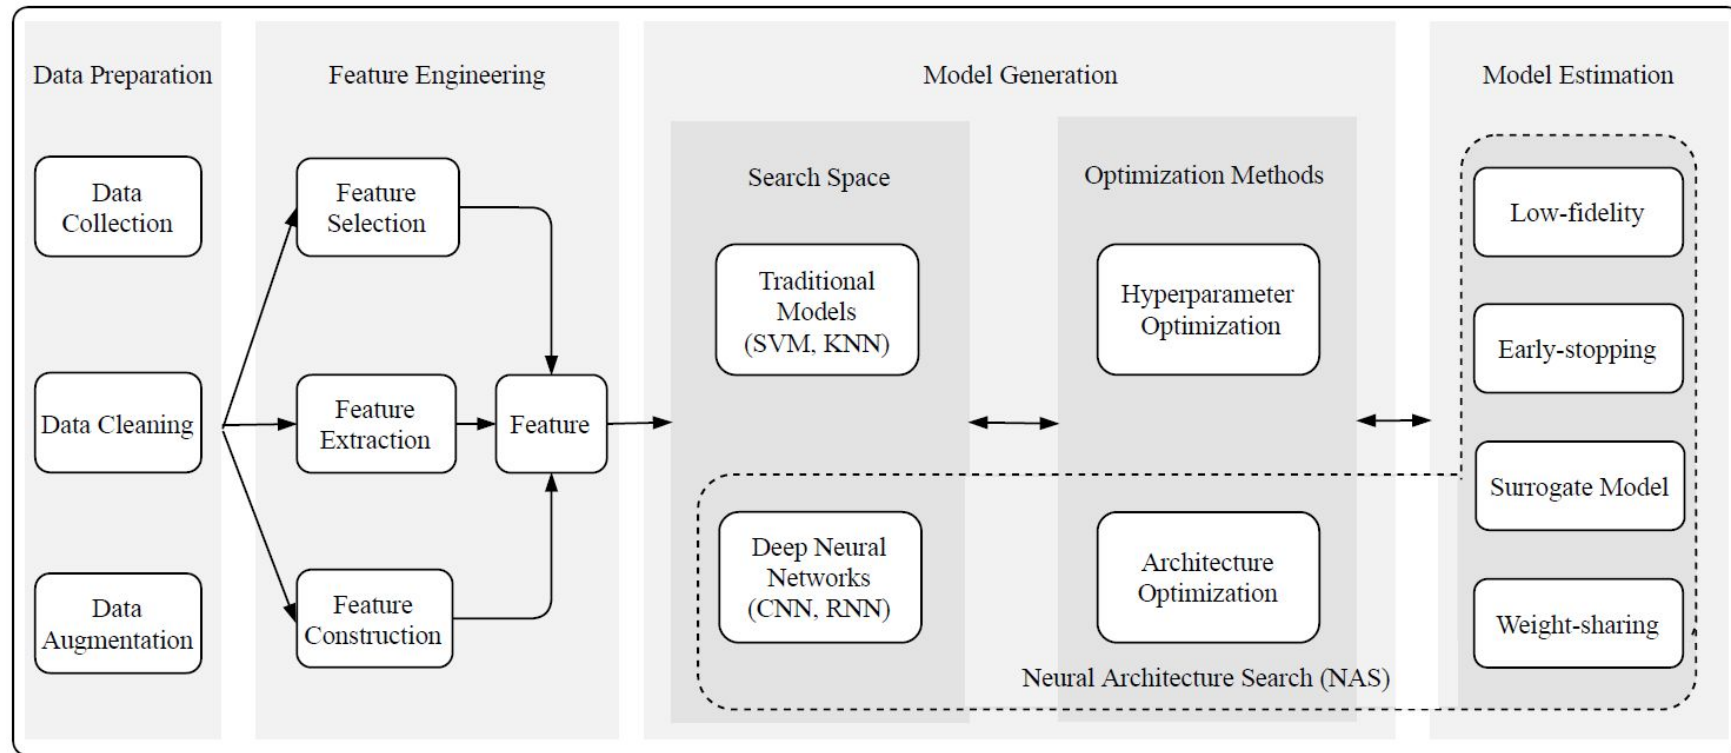 Data Preparation
Data
Collection
Data Cleaning
Data
Augmentation
Feature Engineering
Feature
Selection
Feature
Extraction
Feature
Construction
Feature
Model Generation
Search Space
Traditional
Models
(SVM, KNN)
Deep Neural
Networks
(CNN, RNN)
Optimization Methods
Hyperparameter
Optimization
Architecture
Optimization
Neural Architecture Search (NAS)
Model Estimation
Low-fidelity
Early-stopping
Surrogate Model
Weight-sharing